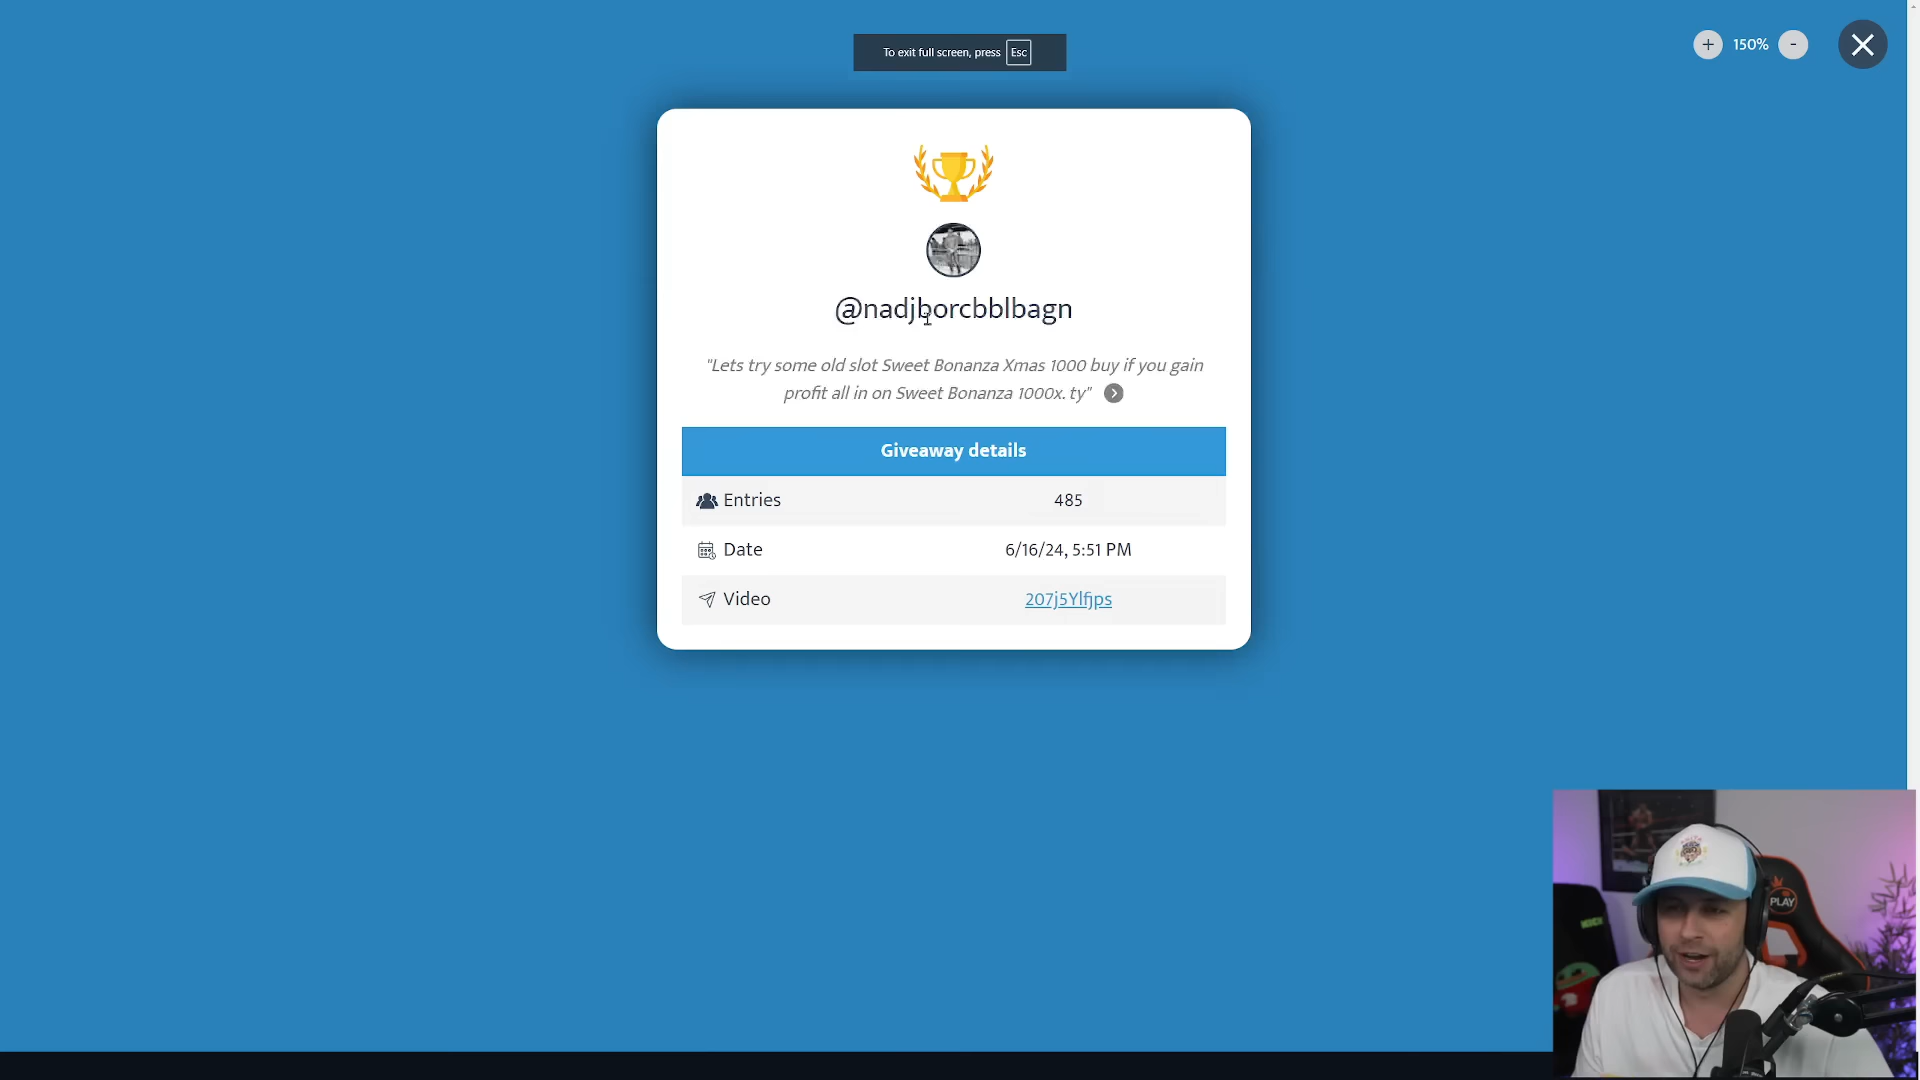 To exit full screen, press Esc
+ 150% -
@nadjborcbblbagn
"Lets try some old slot Sweet Bonanza Xmas 1000 buy if you gain
profit all in on Sweet Bonanza 1000x. ty"
Giveaway details
Entries 485
Date 6/16/24, 5:51 PM
Video 207j5Ylfjps
PLAY